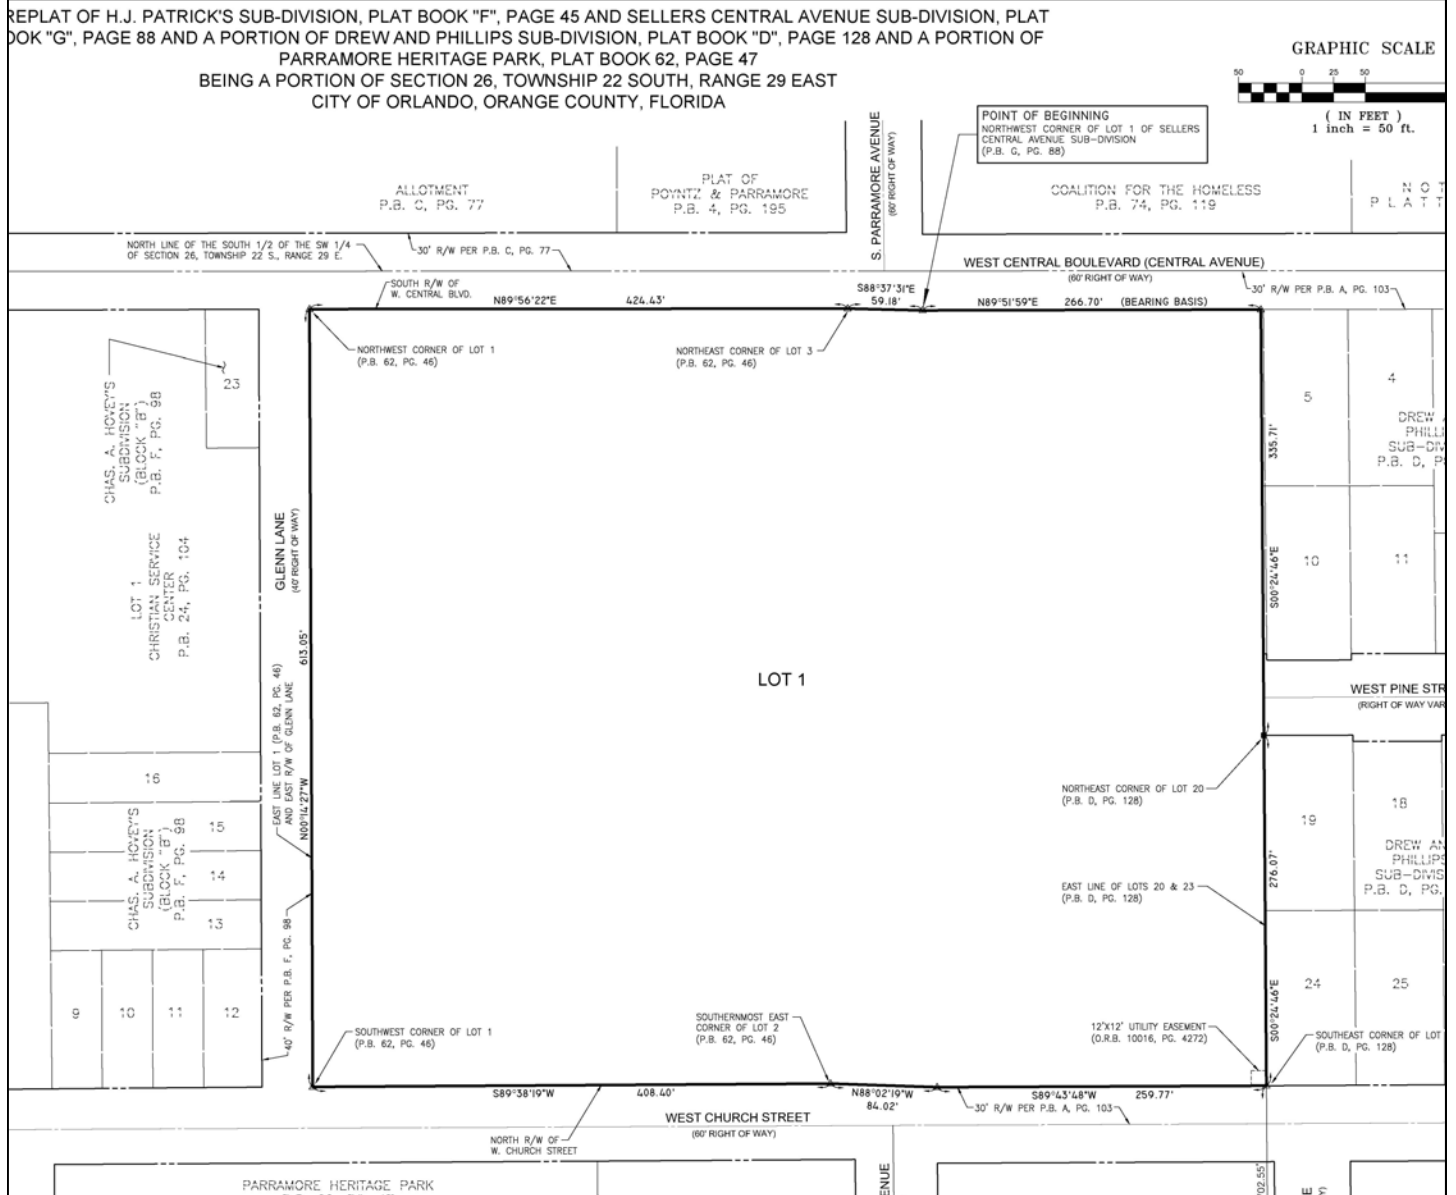 REPLAT OF H.J. PATRICK'S SUB-DIVISION, PLAT BOOK "F", PAGE 45 AND SELLERS CENTRAL AVENUE SUB-DIVISION, PLAT
OOK "G", PAGE 88 AND A PORTION OF DREW AND PHILLIPS SUB-DIVISION, PLAT BOOK "D", PAGE 128 AND A PORTION OF
PARRAMORE HERITAGE PARK, PLAT BOOK 62, PAGE 47
BEING A PORTION OF SECTION 26, TOWNSHIP 22 SOUTH, RANGE 29 EAST
CITY OF ORLANDO, ORANGE COUNTY, FLORIDA
GRAPHIC SCALE
50 0 25 50
( IN FEET )
1 inch = 50 ft.
POINT OF BEGINNING
NORTHWEST CORNER OF LOT 1 OF SELLERS
CENTRAL AVENUE SUB-DIVISION
(P.B. G, PG. 88)
S. PARRAMORE AVENUE
(60' RIGHT OF WAY)
ALLOTMENT
P.B. C, PG. 77
PLAT OF
POYNTZ & PARRAMORE
P.B. 4, PG. 195
COALITION FOR THE HOMELESS
P.B. 74, PG. 119
N O T
P L A T T
NORTH LINE OF THE SOUTH 1/2 OF THE SW 1/4
OF SECTION 26, TOWNSHIP 22 S., RANGE 29 E.
30' R/W PER P.B. C, PG. 77
WEST CENTRAL BOULEVARD (CENTRAL AVENUE)
(60' RIGHT OF WAY)
30' R/W PER P.B. A, PG. 103
SOUTH R/W OF
W. CENTRAL BLVD.
N89°56'22"E 424.43'
S88°37'31"E
59.18'
N89°51'59"E 266.70' (BEARING BASIS)
NORTHWEST CORNER OF LOT 1
(P.B. 62, PG. 46)
NORTHEAST CORNER OF LOT 3
(P.B. 62, PG. 46)
23
CHAS. A. HOVEY'S
SUBDIVISION
(BLOCK "B")
P.B. F, PG. 98
5
4
DREW
PHILLI
SUB-DIV
P.B. D, P
335.71'
S00°24'46"E
10
11
GLENN LANE
(40' RIGHT OF WAY)
LOT 1
CHRISTIAN SERVICE
CENTER
P.B. 24, PG. 104
613.05'
N00°14'27"W
EAST LINE LOT 1 (P.B. 62, PG. 46)
AND EAST R/W OF GLENN LANE
LOT 1
WEST PINE STR
(RIGHT OF WAY VAR
16
15
14
13
CHAS. A. HOVEY'S
SUBDIVISION
(BLOCK "B")
P.B. F, PG. 98
NORTHEAST CORNER OF LOT 20
(P.B. D, PG. 128)
19
18
DREW AN
PHILLIPS
SUB-DIVIS
P.B. D, PG.
276.07'
S00°24'46"E
EAST LINE OF LOTS 20 & 23
(P.B. D, PG. 128)
40' R/W PER P.B. F, PG. 98
9
10
11
12
24
25
SOUTHWEST CORNER OF LOT 1
(P.B. 62, PG. 46)
SOUTHERNMOST EAST
CORNER OF LOT 2
(P.B. 62, PG. 46)
12'X12' UTILITY EASEMENT
(O.R.B. 10016, PG. 4272)
SOUTHEAST CORNER OF LOT
(P.B. D, PG. 128)
S89°38'19"W 408.40'
N88°02'19"W
84.02'
S89°43'48"W 259.77'
30' R/W PER P.B. A, PG. 103
WEST CHURCH STREET
(60' RIGHT OF WAY)
NORTH R/W OF
W. CHURCH STREET
PARRAMORE HERITAGE PARK
ENUE
02.55'